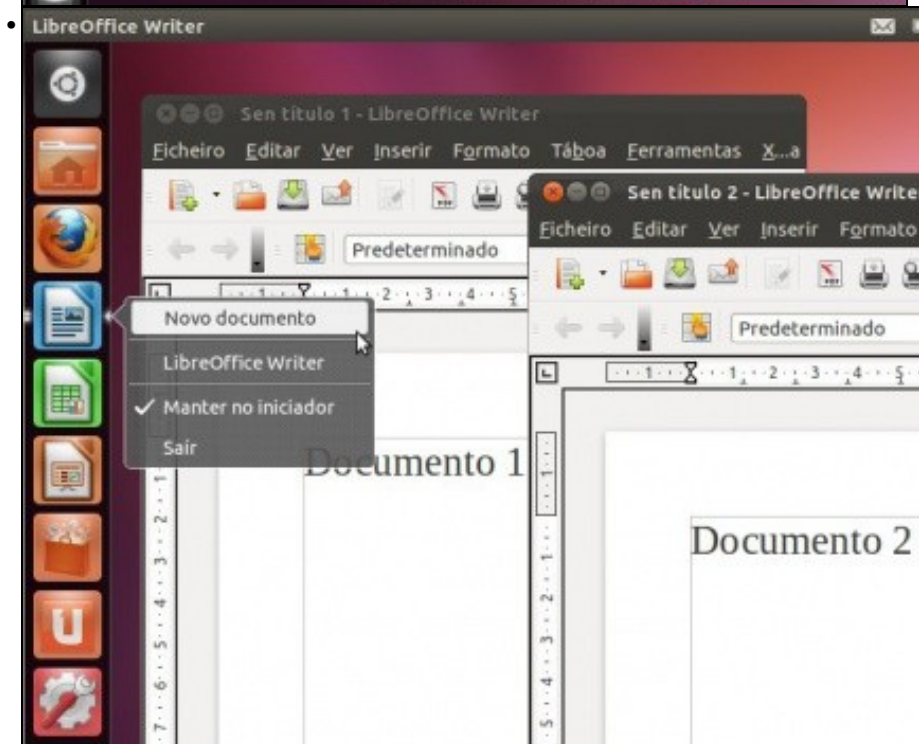 LibreOffice Writer
Sen título 1 - LibreOffice Writer
Ficheiro Editar Ver Inserir Formato Táboa Ferramentas X...a
Sen título 2 - LibreOffice Write
Ficheiro Editar Ver Inserir Formato
Predeterminado
Predeterminado
Novo documento
LibreOffice Writer
Manter no iniciador
Saír
Documento 1
Documento 2